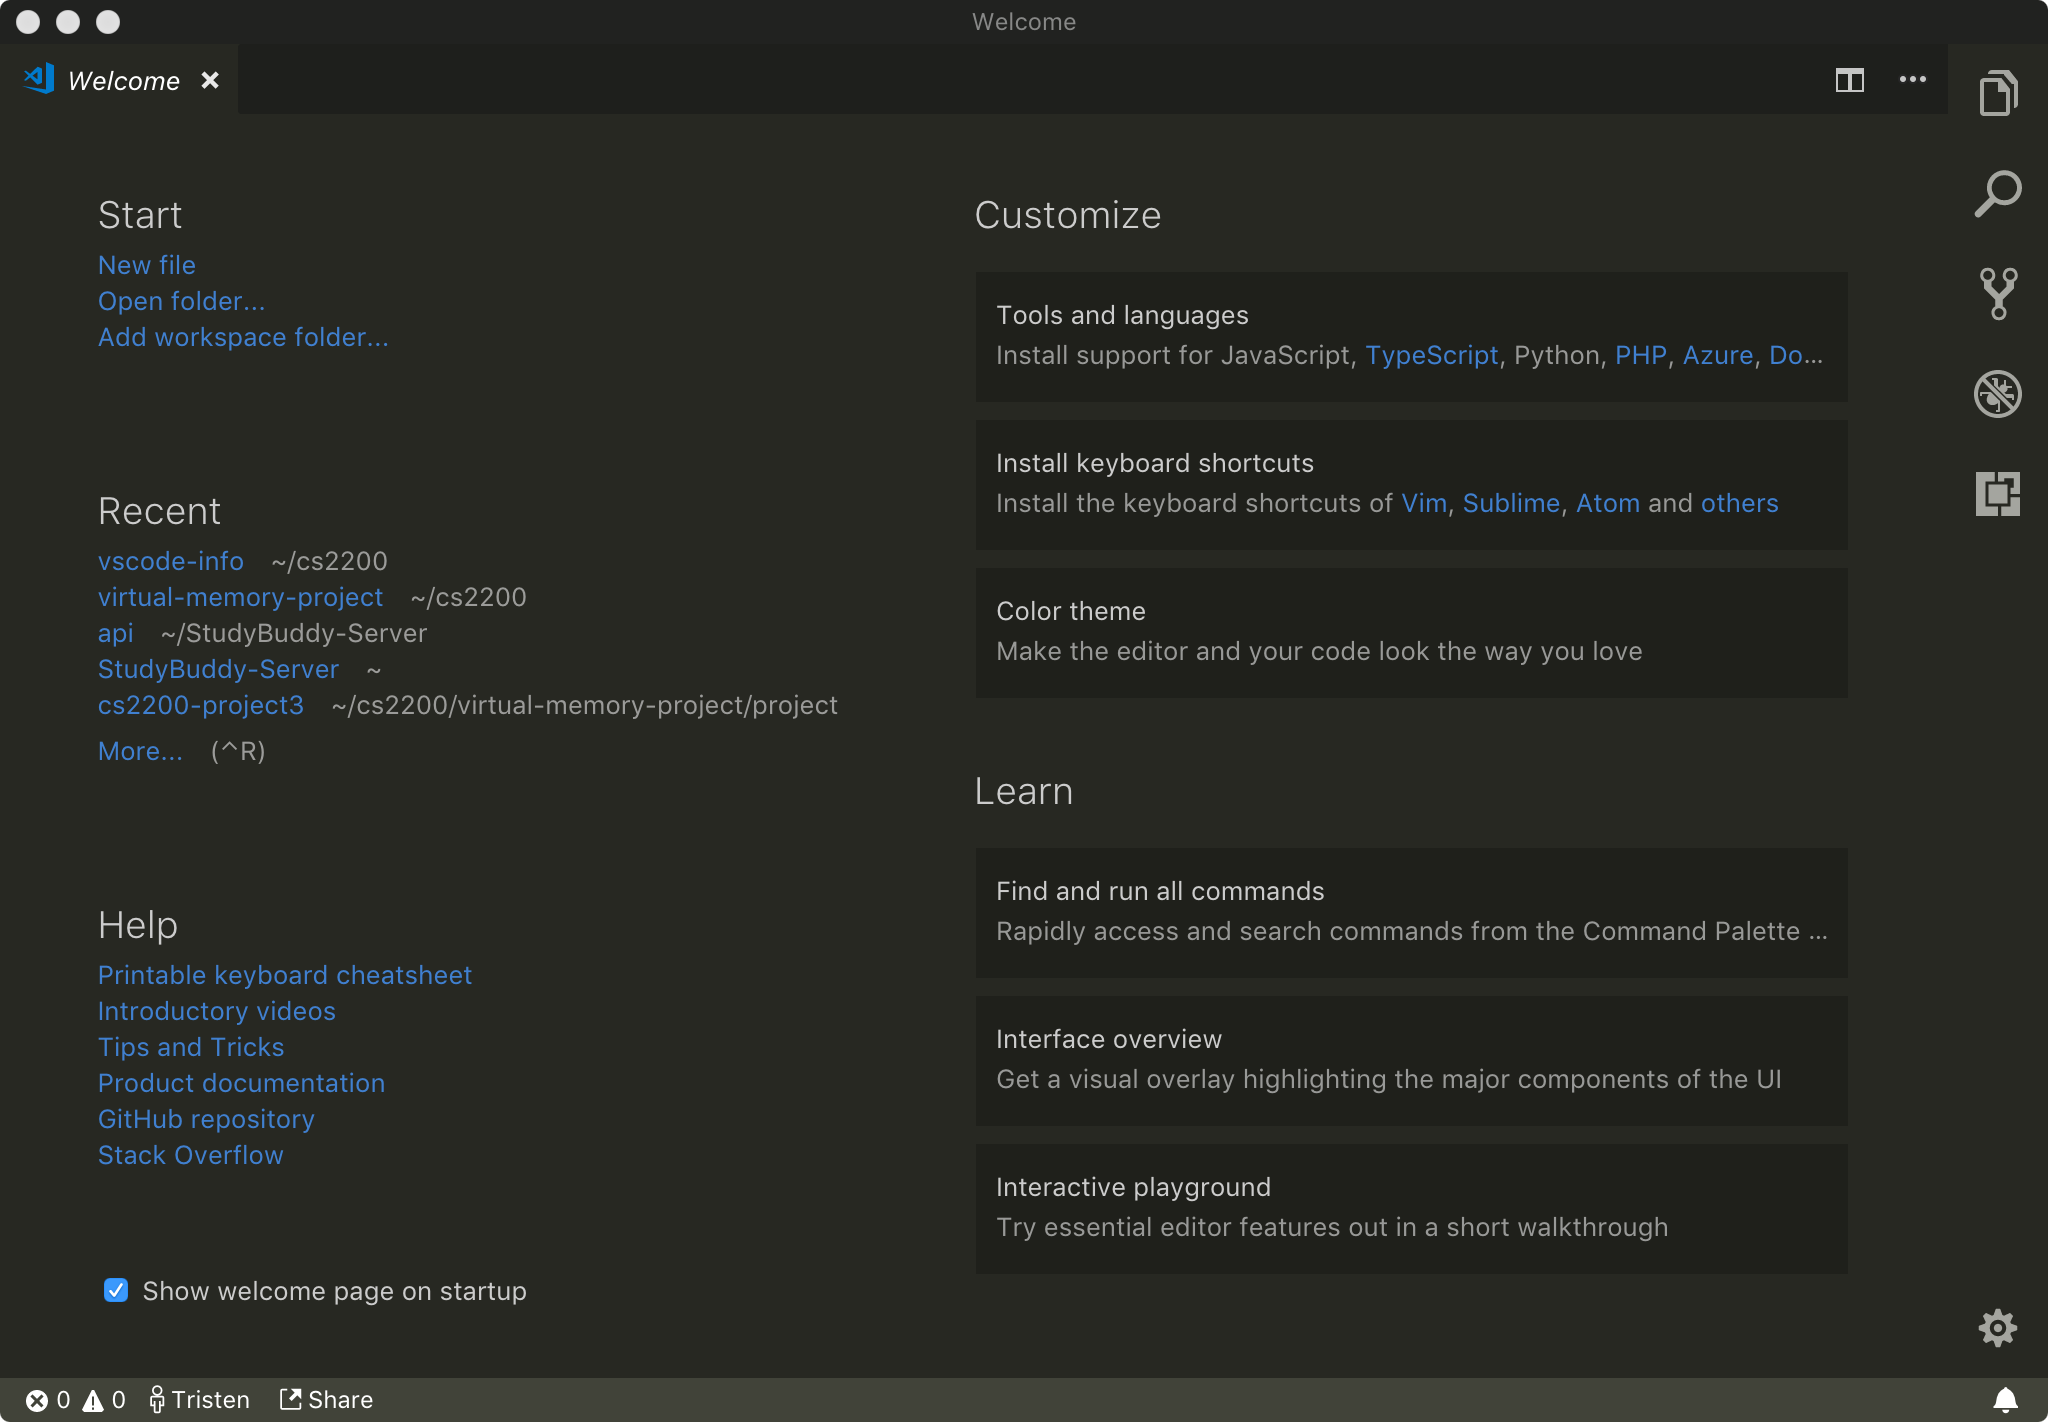 Welcome
Welcome
Start
New file
Open folder...
Add workspace folder...
Recent
vscode-info ~/cs2200
virtual-memory-project ~/cs2200
api ~/StudyBuddy-Server
StudyBuddy-Server ~
cs2200-project3 ~/cs2200/virtual-memory-project/project
More... (^R)
Help
Printable keyboard cheatsheet
Introductory videos
Tips and Tricks
Product documentation
GitHub repository
Stack Overflow
Show welcome page on startup
Customize
Tools and languages
Install support for JavaScript, TypeScript, Python, PHP, Azure, Do...
Install keyboard shortcuts
Install the keyboard shortcuts of Vim, Sublime, Atom and others
Color theme
Make the editor and your code look the way you love
Learn
Find and run all commands
Rapidly access and search commands from the Command Palette ...
Interface overview
Get a visual overlay highlighting the major components of the UI
Interactive playground
Try essential editor features out in a short walkthrough
0 0 Tristen Share